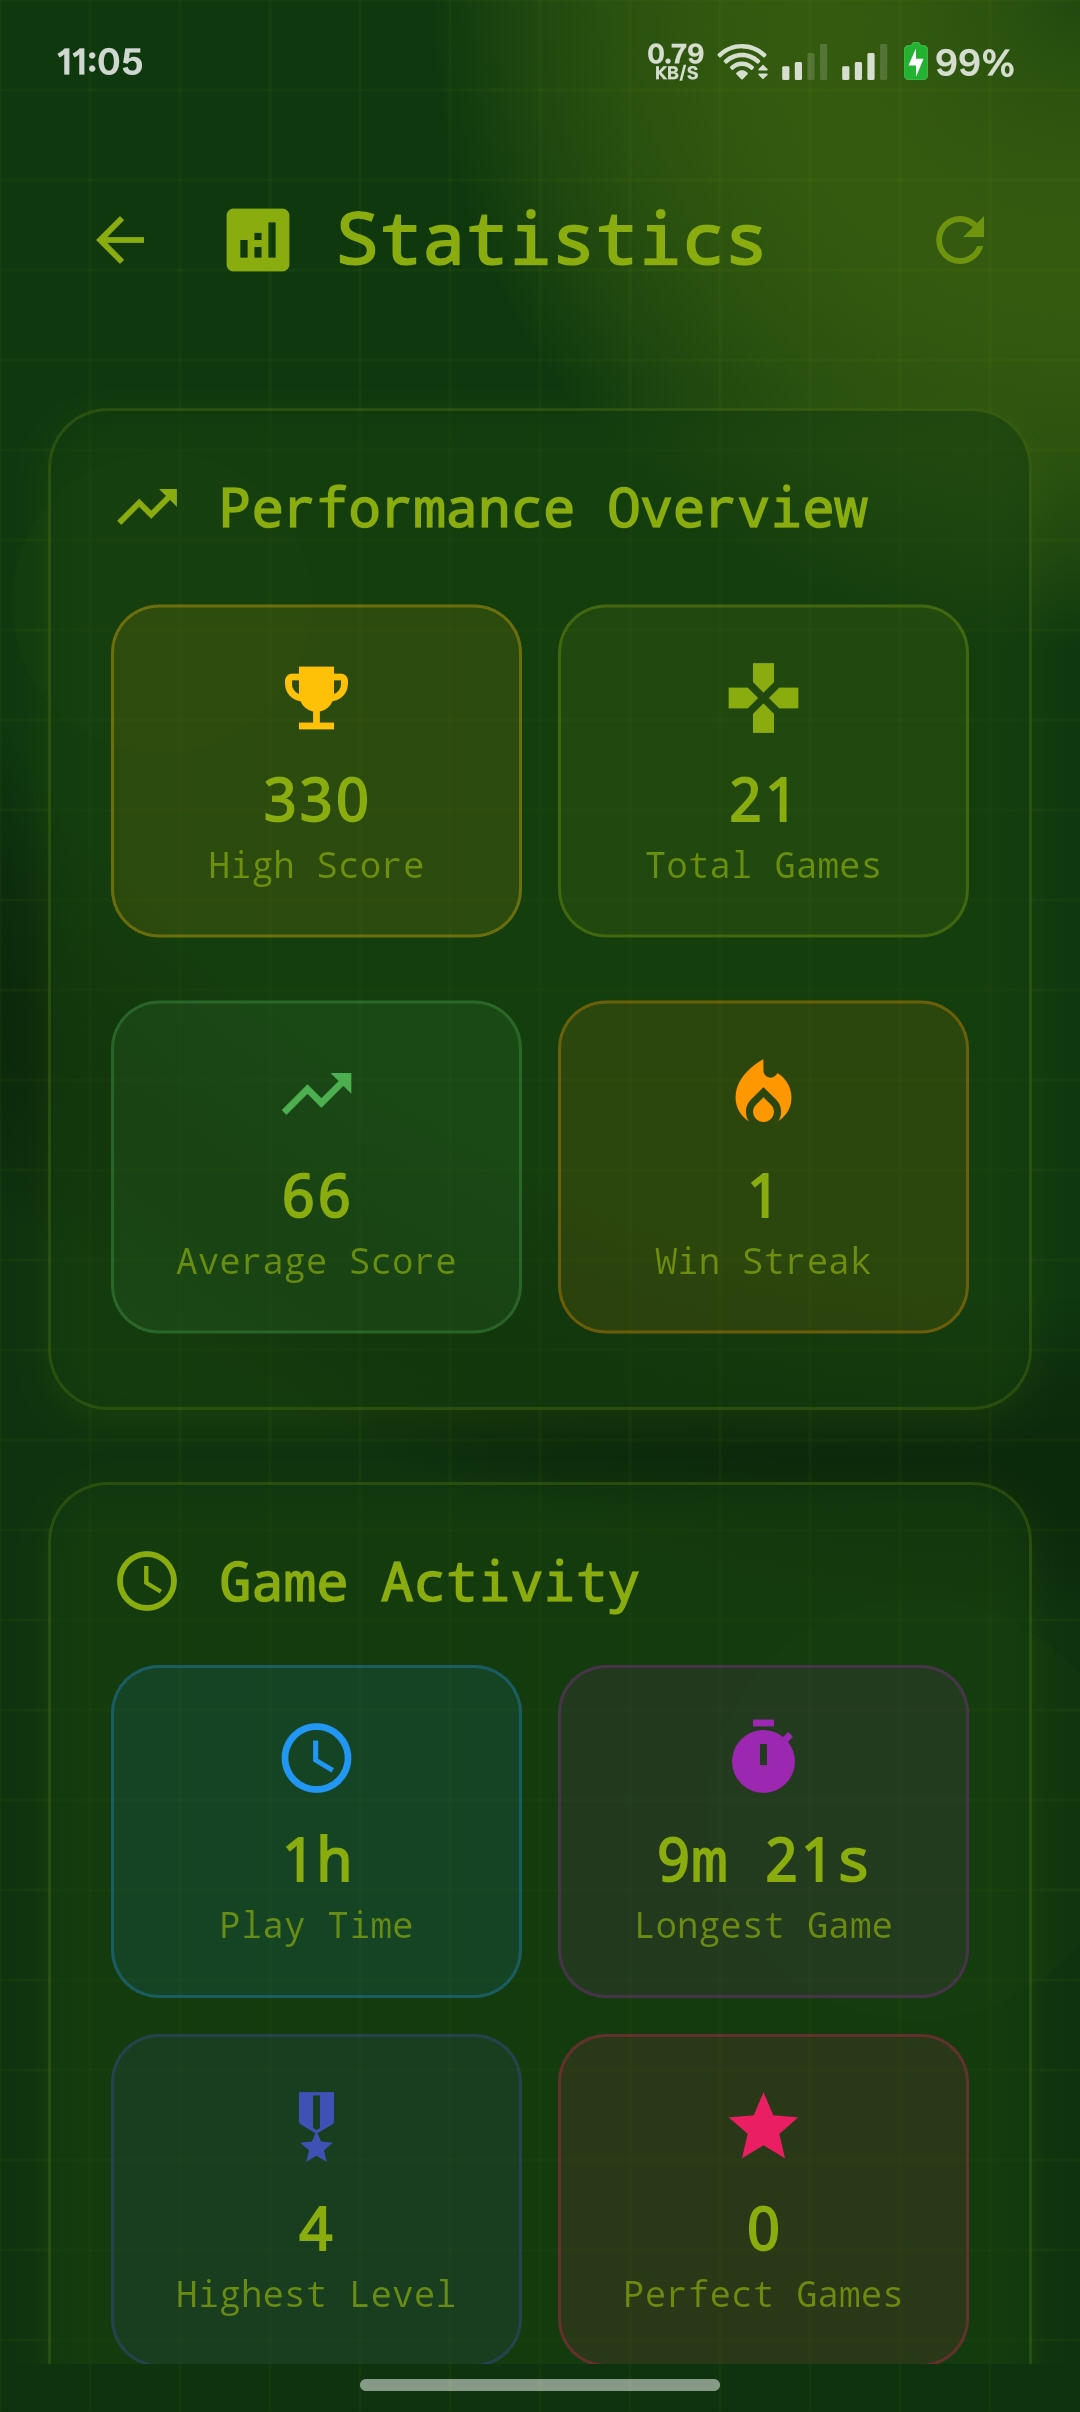 11:05
0.79
KB/S
99%
Statistics
Performance Overview
330
High Score
21
Total Games
66
Average Score
1
Win Streak
Game Activity
1h
Play Time
9m 21s
Longest Game
4
Highest Level
0
Perfect Games